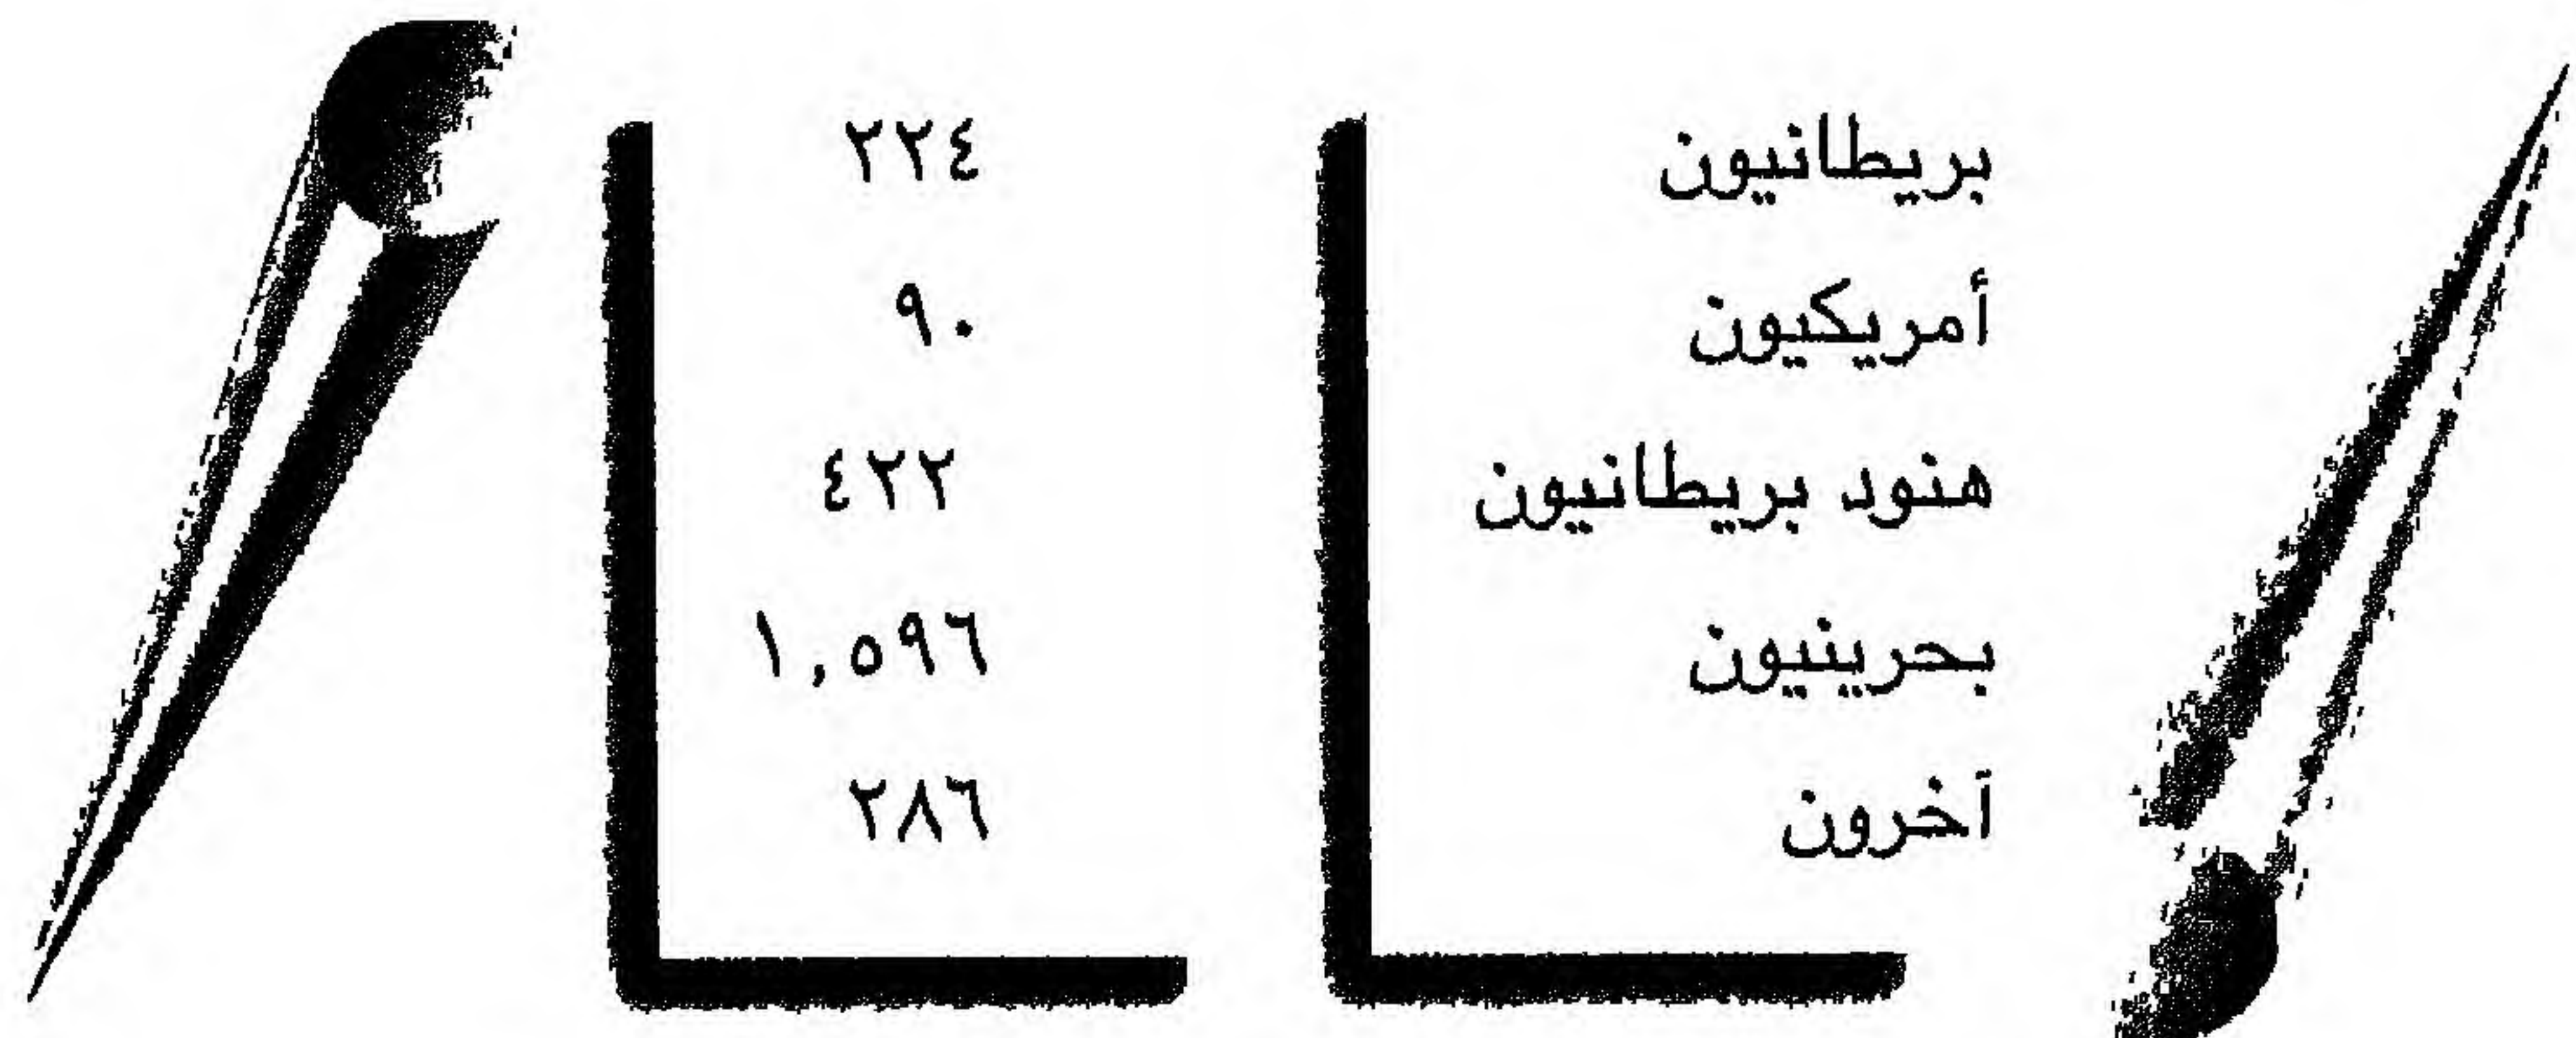 بريطانيون ٢٢٤
أمريكيون ٩٠
هنود بريطانيون ٤٢٢
بحرينيون ١,٥٩٦
آخرون ٢٨٦